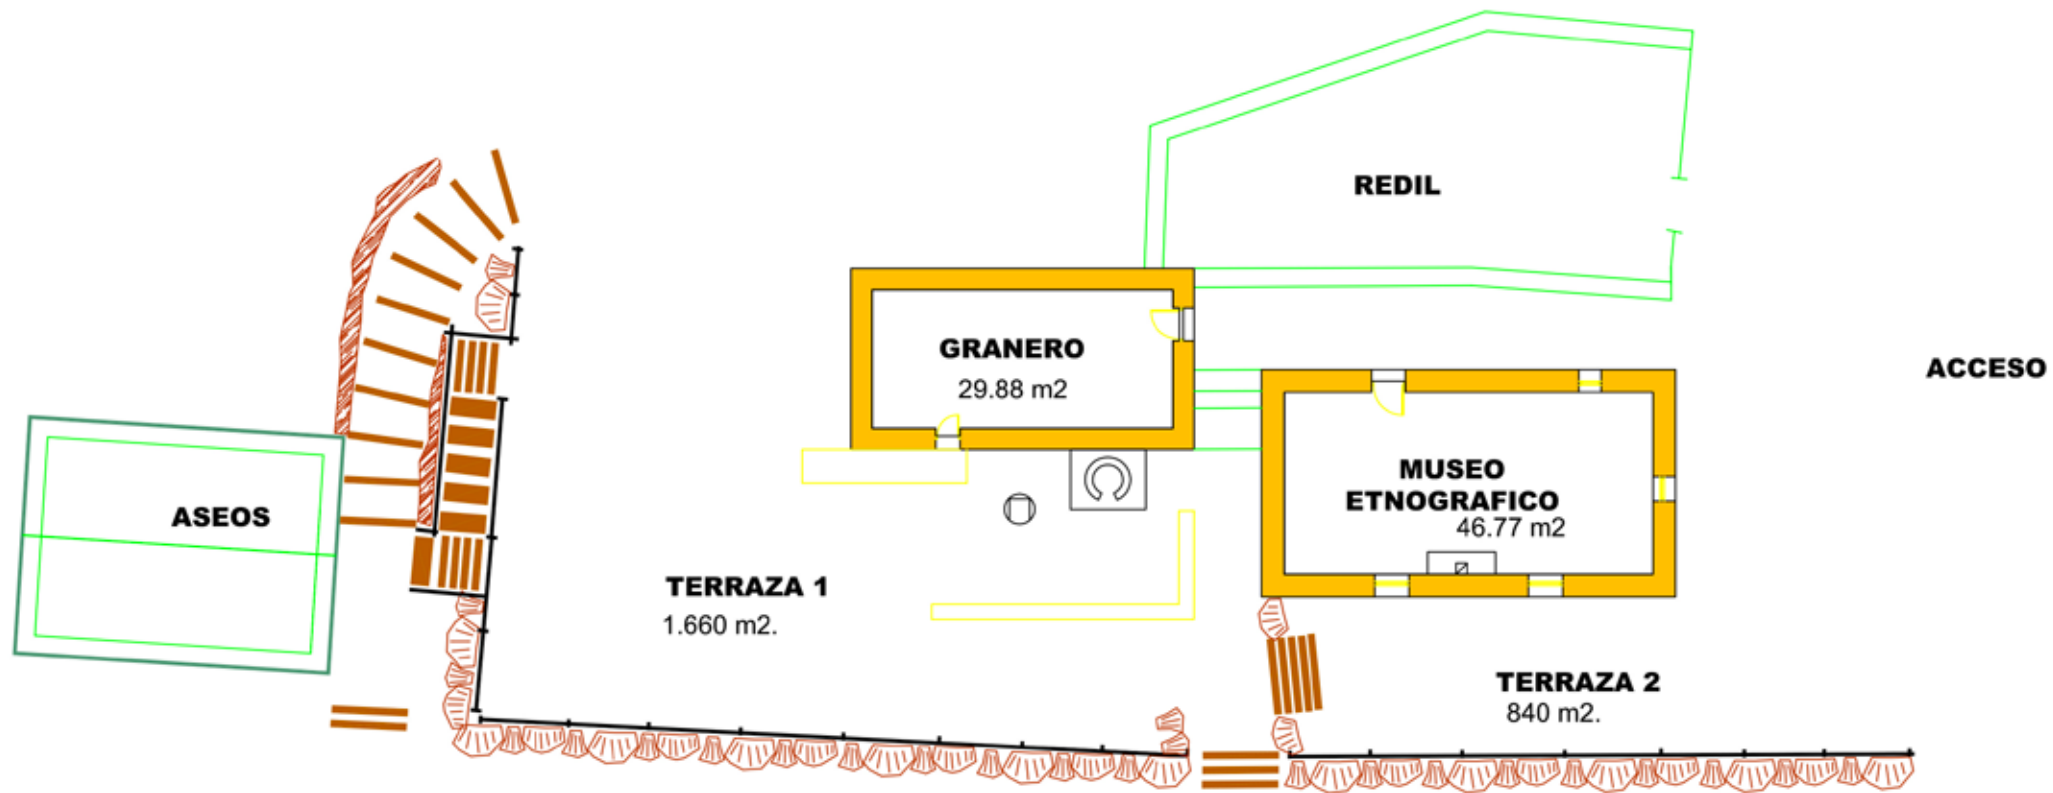 REDIL
GRANERO
29.88 m2
ACCESO
MUSEO
ETNOGRAFICO
46.77 m2
ASEOS
TERRAZA 1
1.660 m2.
TERRAZA 2
840 m2.